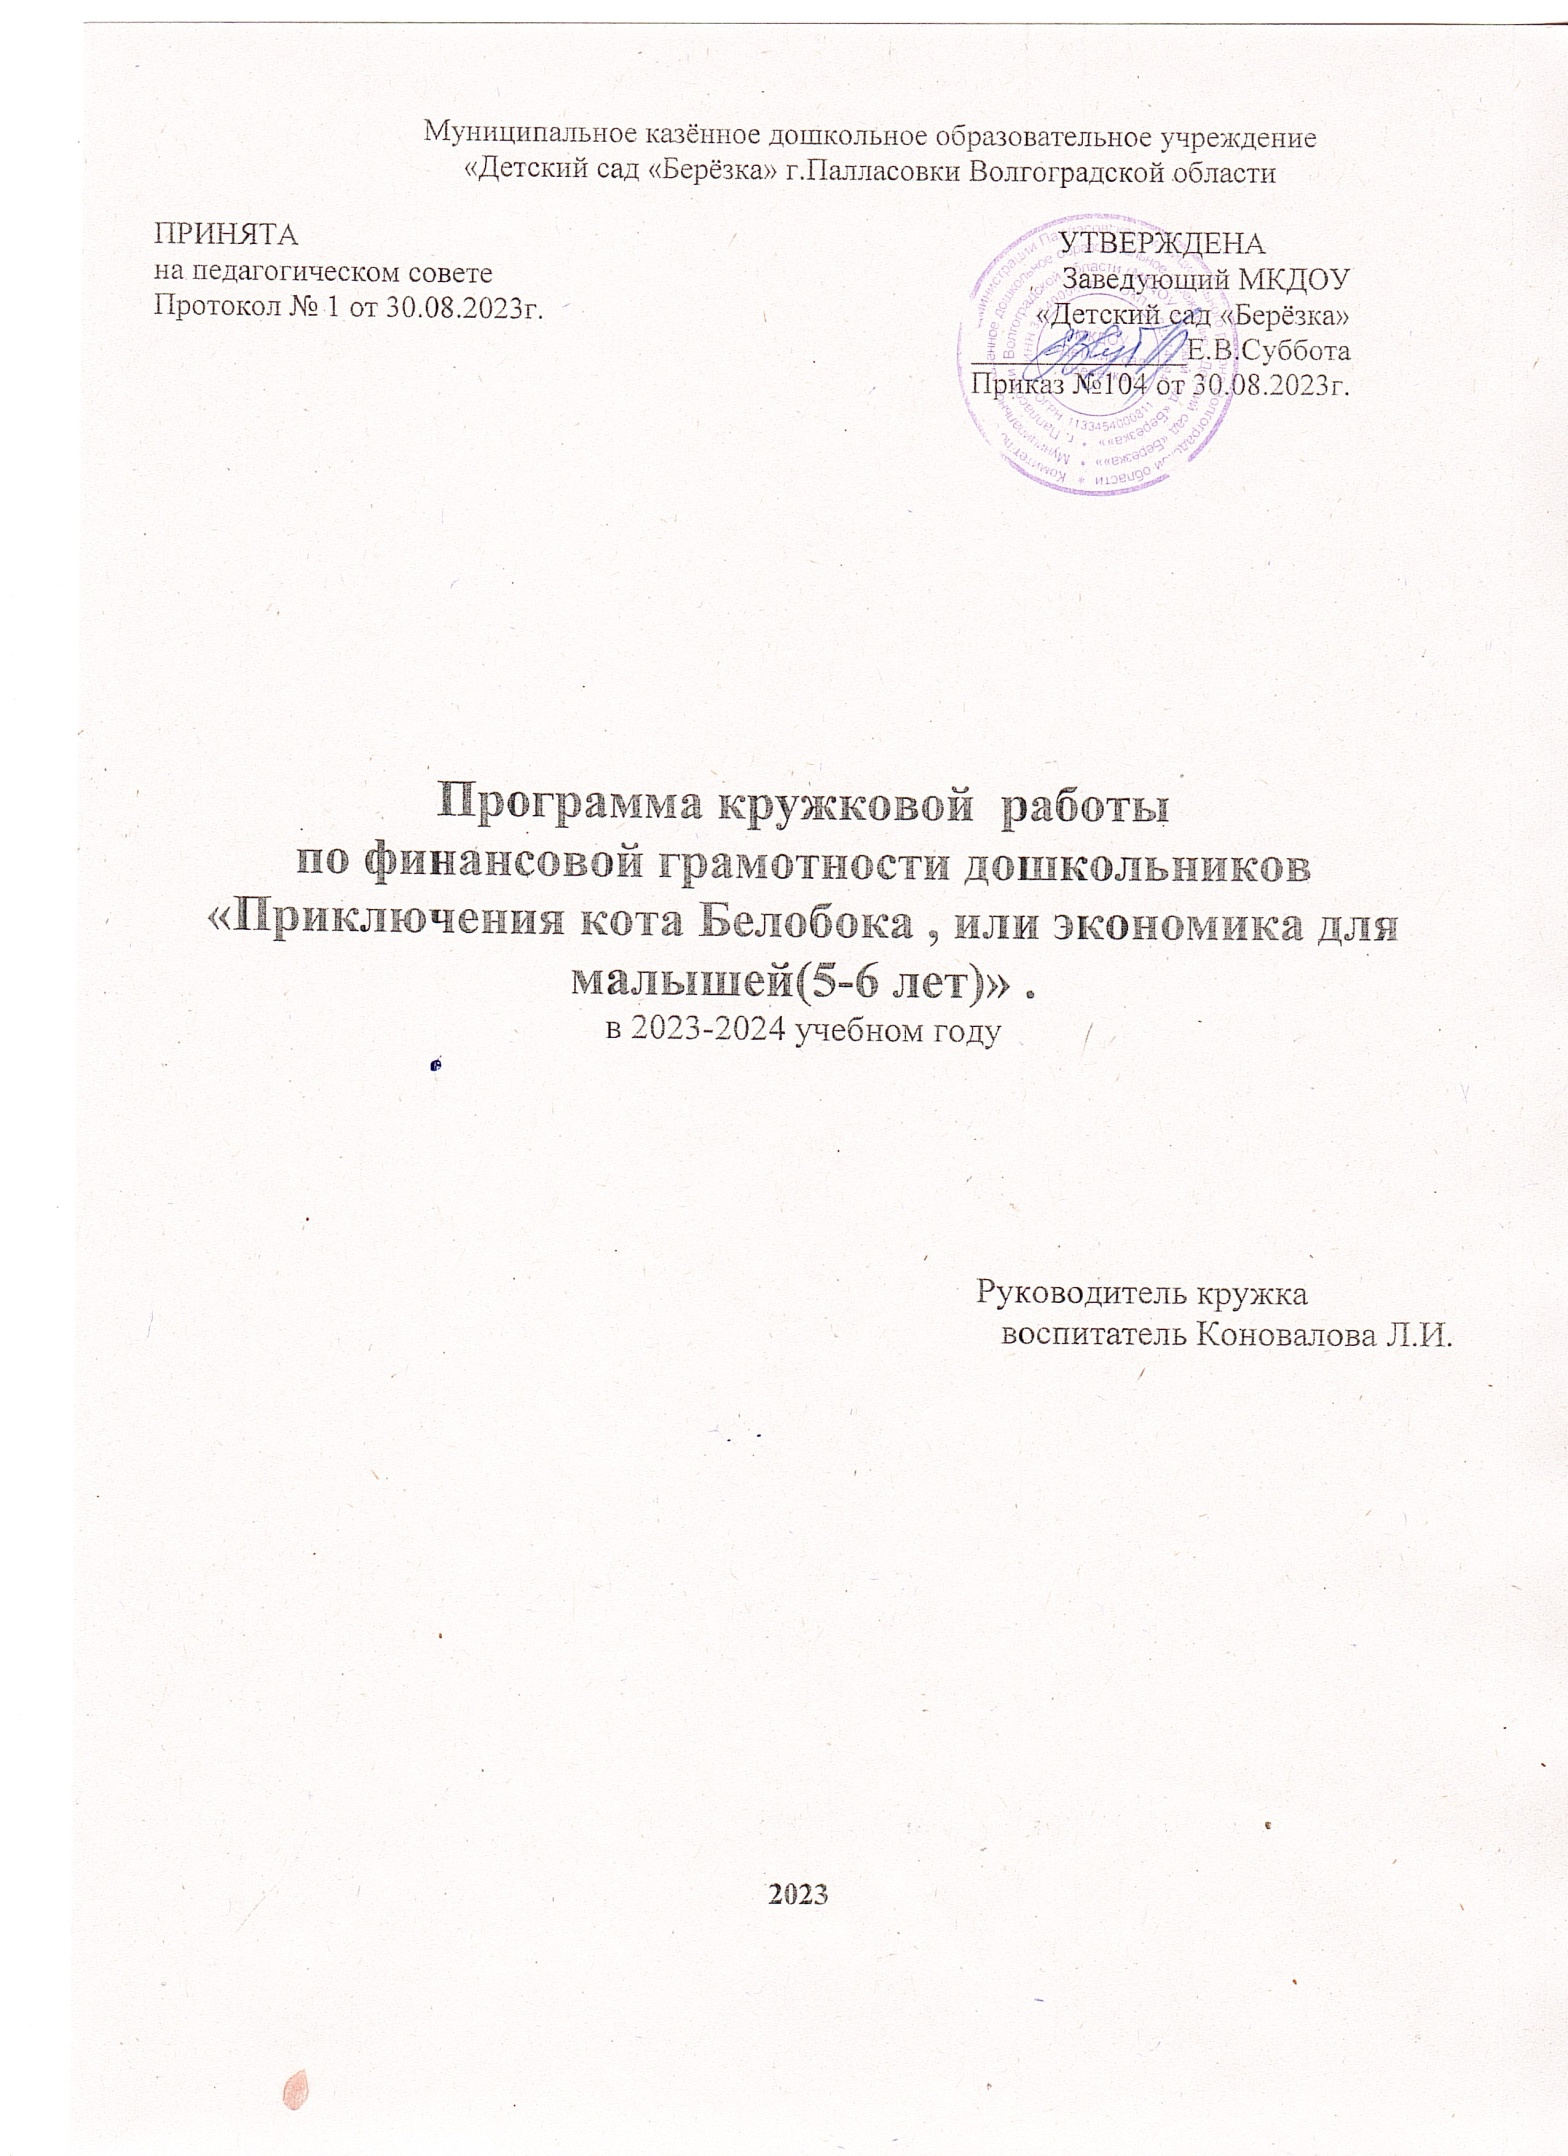 Муниципальное казённое дошкольное образовательное учреждение
«Детский сад «Берёзка» г.Палласовки Волгоградской области
ПРИНЯТА
на педагогическом совете
Протокол № 1 от 30.08.2023г.
УТВЕРЖДЕНА
Заведующий МКДОУ
«Детский сад «Берёзка»
Е.В.Суббота
Приказ №104 от 30.08.2023г.
Программа кружковой работы
по финансовой грамотности дошкольников
«Приключения кота Белобока , или экономика для
малышей(5-6 лет)» .
в 2023-2024 учебном году
Руководитель кружка
воспитатель Коновалова Л.И.
2023